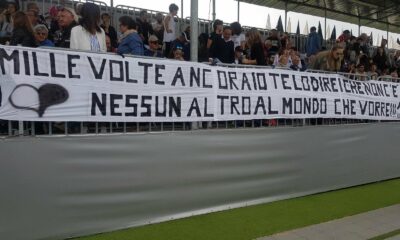 MILLE VOLTE ANCORA IO TE LO DIREI CHE NON C'È
NESSUN ALTRO AL MONDO CHE VORREI!!!